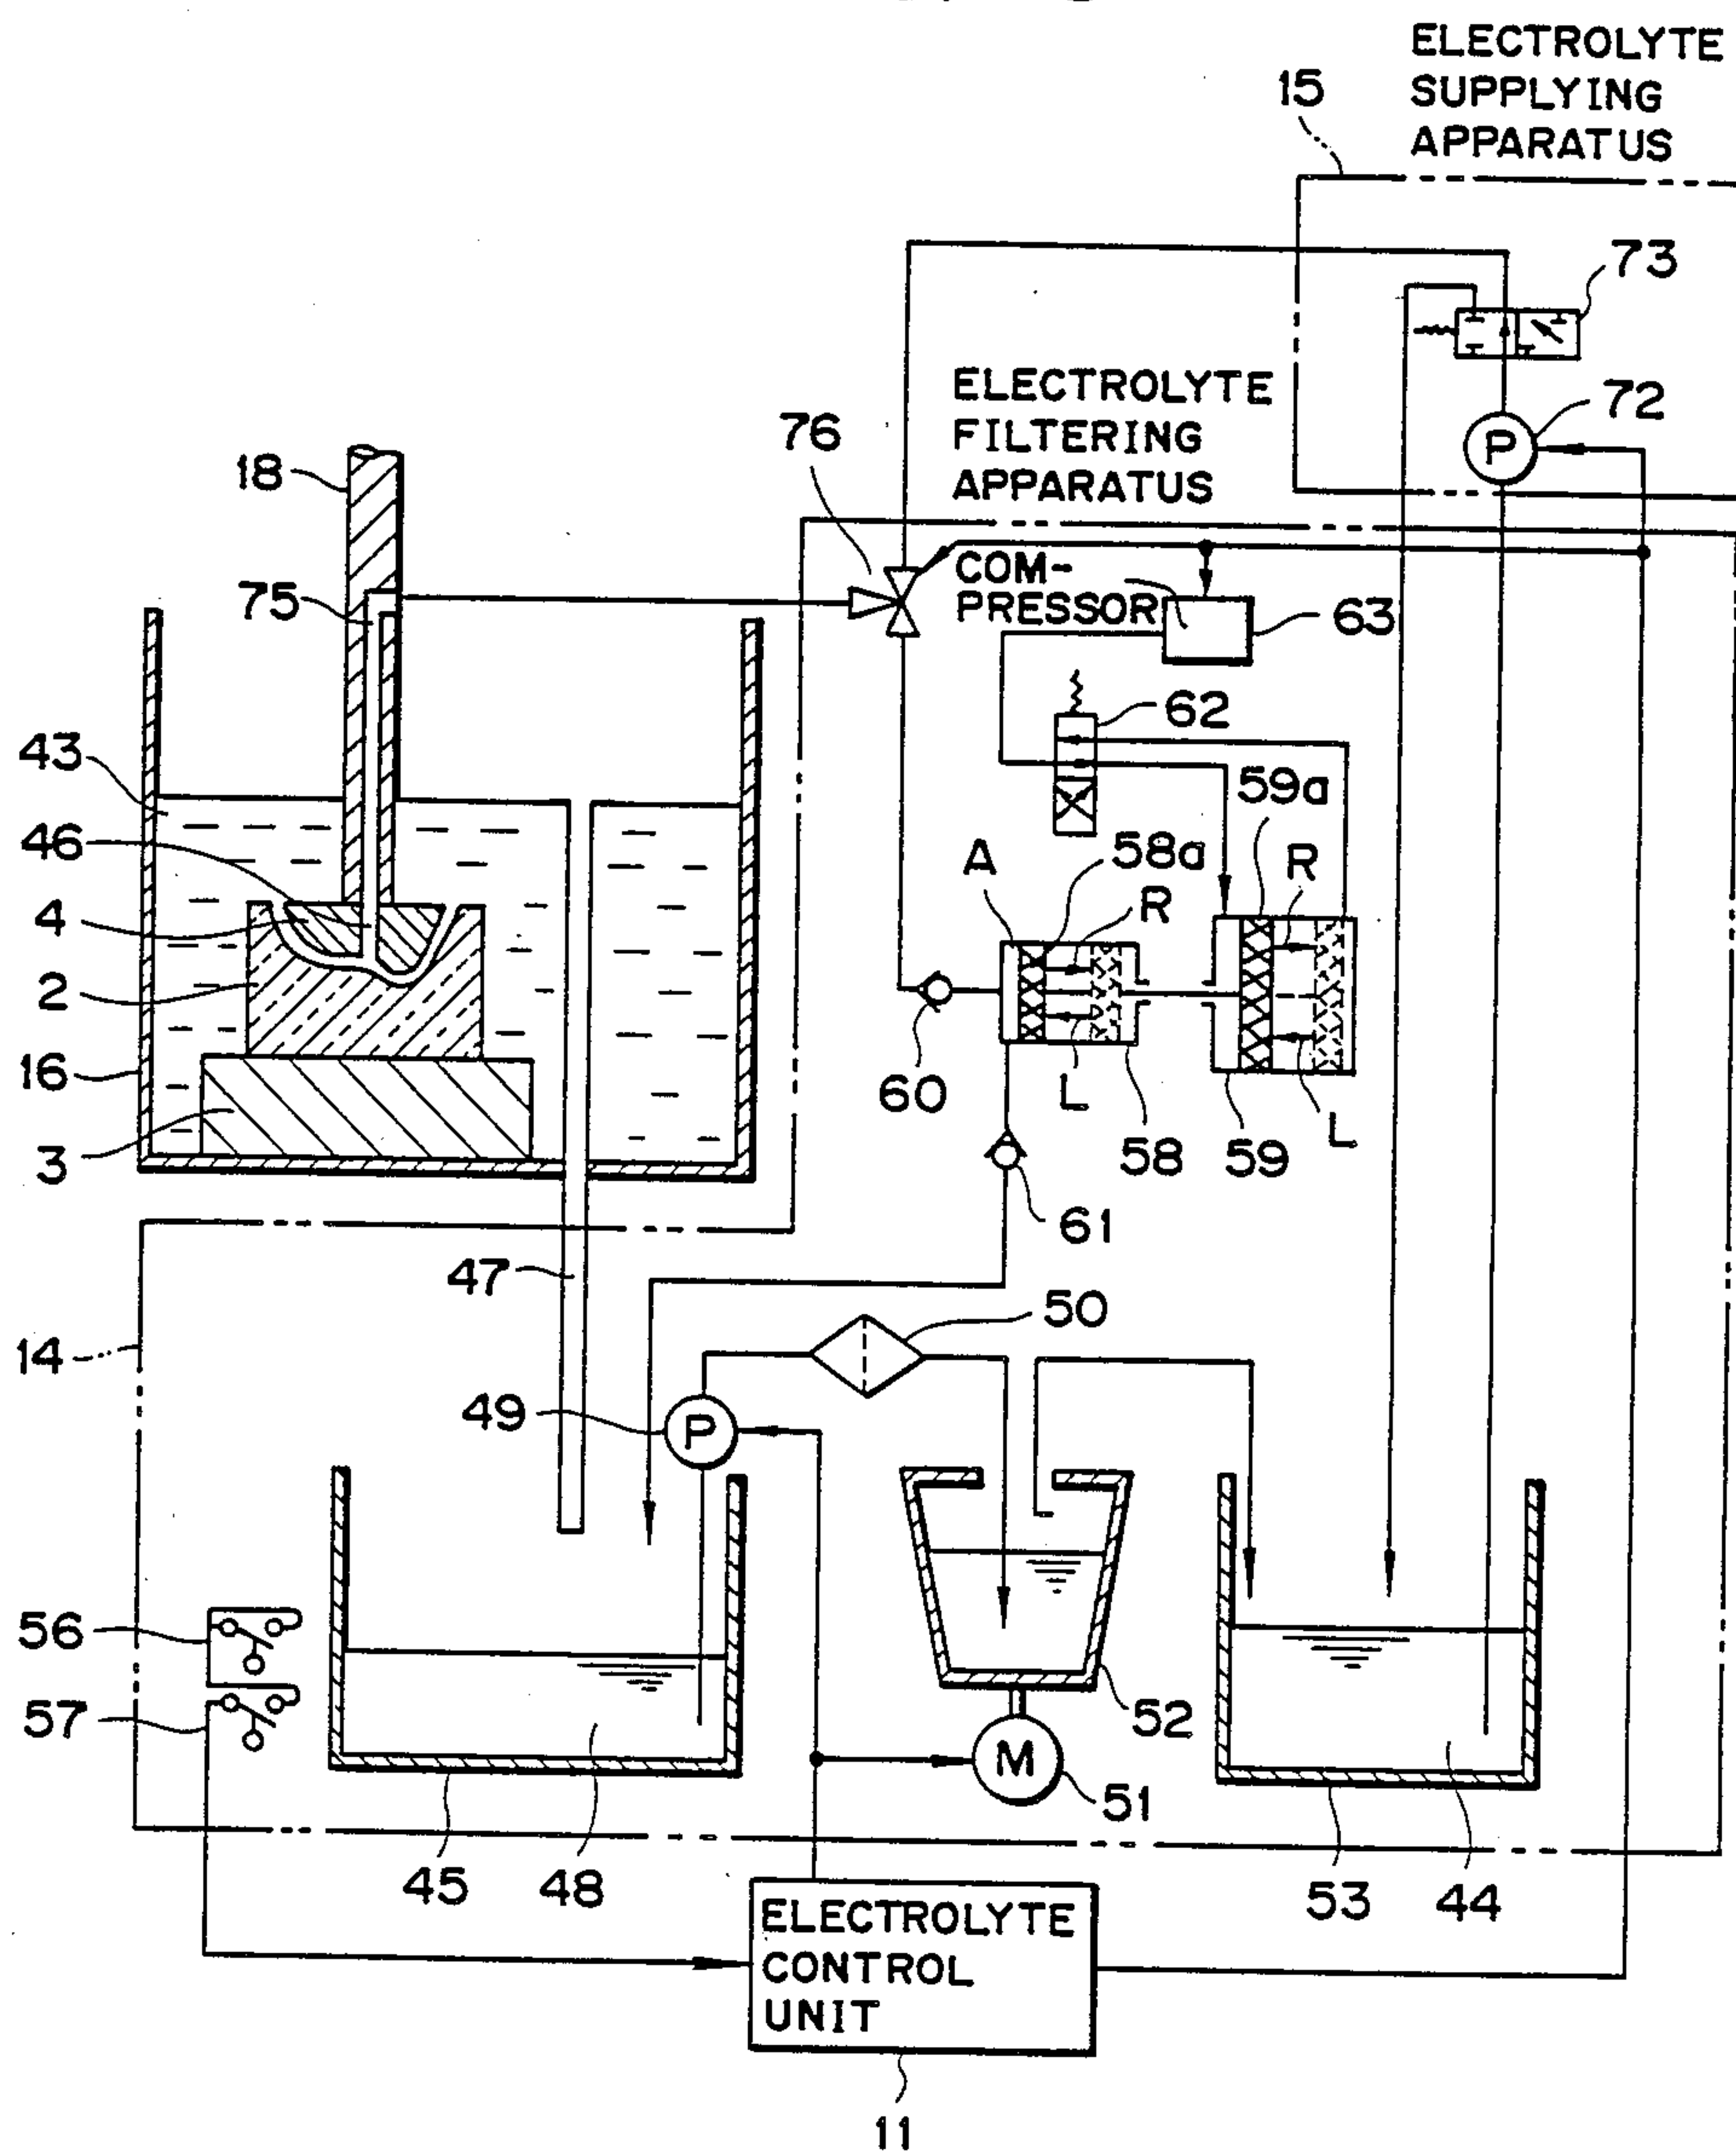 ELECTROLYTE
SUPPLYING
APPARATUS
15
73
72
P
ELECTROLYTE
FILTERING
APPARATUS
76
18
75
COM-
PRESSOR
63
62
43
59a
46
A
58a
R
R
4
2
16
60
L
58
59
L
3
61
47
50
14
49
P
56
57
52
M
51
45
48
53
44
ELECTROLYTE
CONTROL
UNIT
11